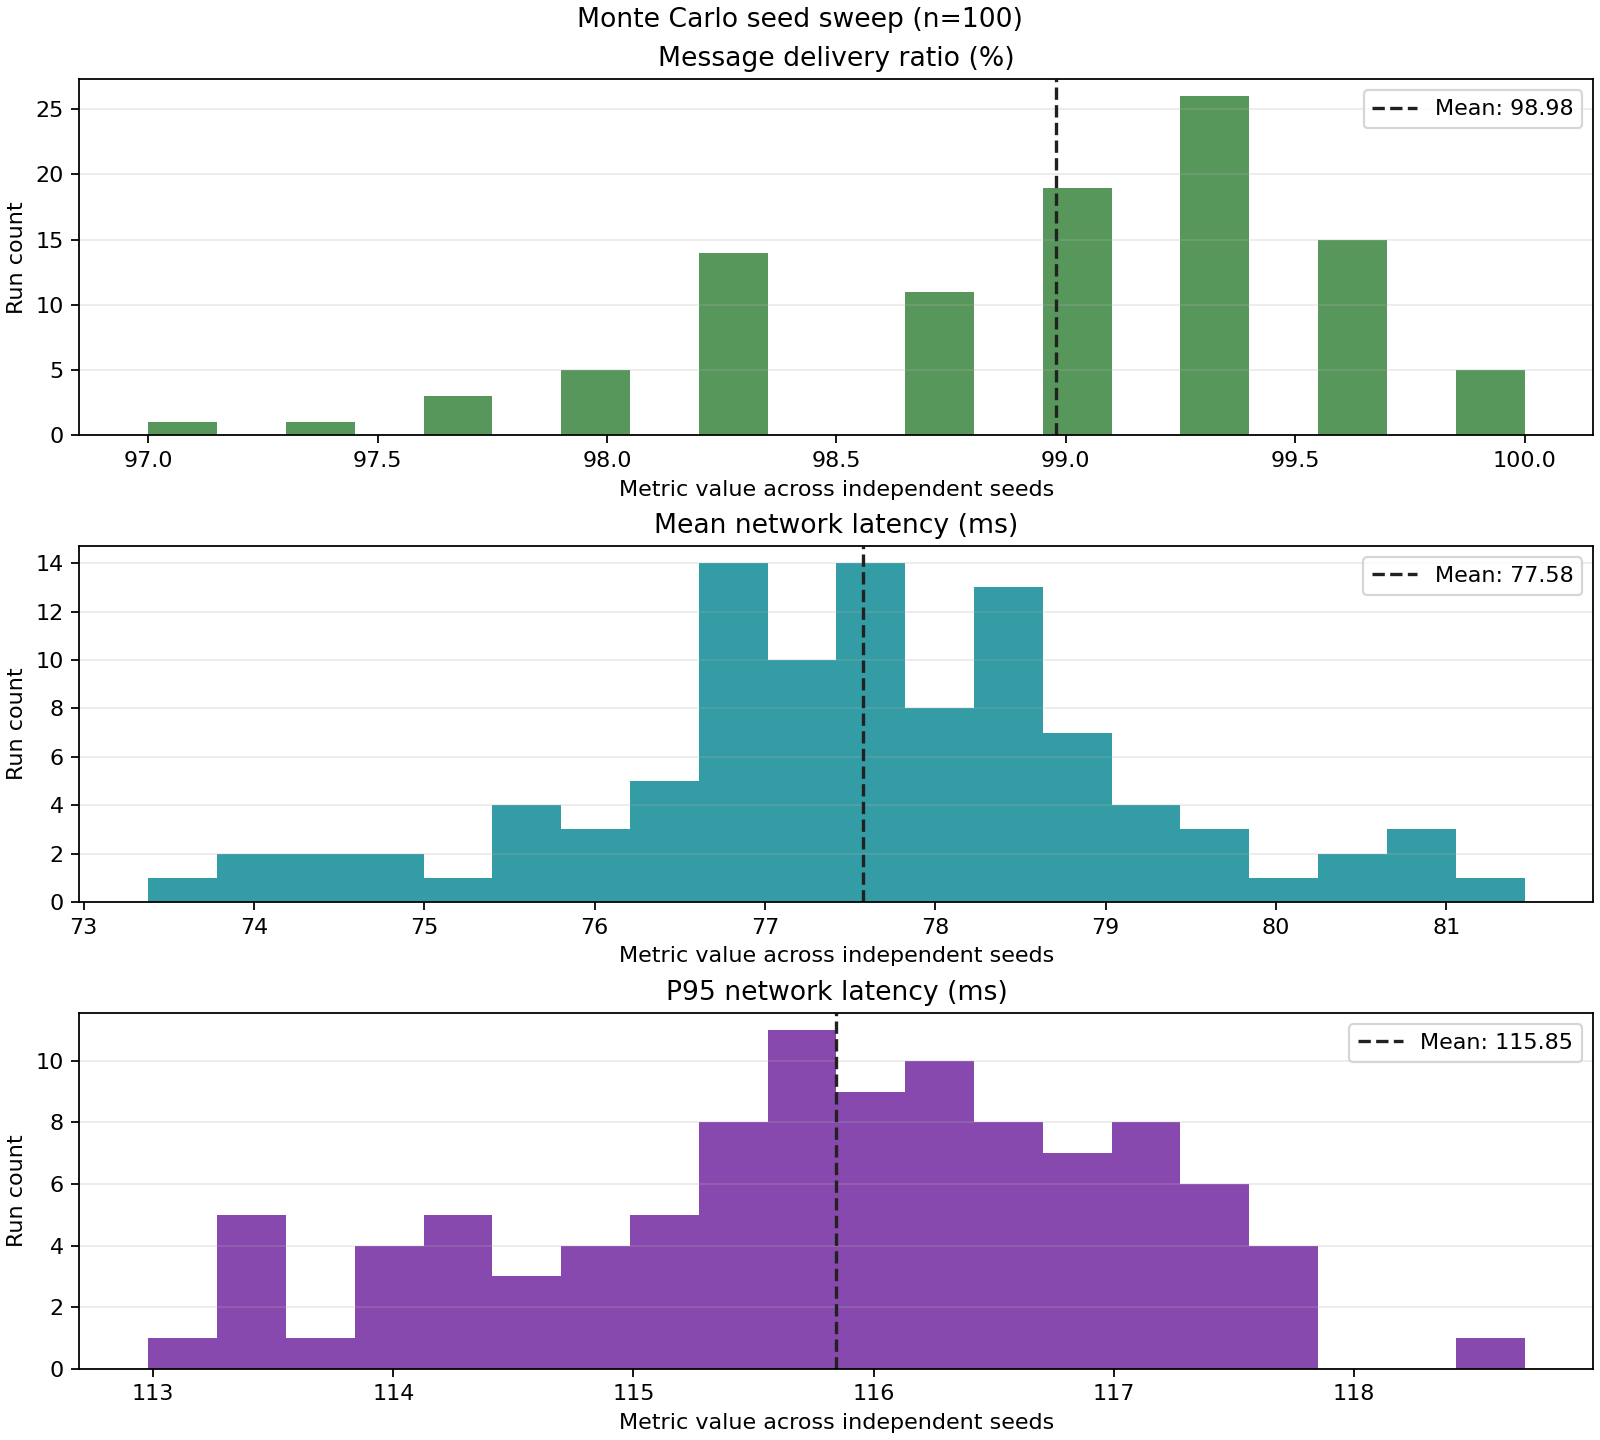 Monte Carlo seed sweep (n=100)
Message delivery ratio (%)
Mean: 98.98
Run count
25
20
15
10
5
0
97.0 97.5 98.0 98.5 99.0 99.5 100.0
Metric value across independent seeds
Mean network latency (ms)
Mean: 77.58
Run count
14
12
10
8
6
4
2
0
73 74 75 76 77 78 79 80 81
Metric value across independent seeds
P95 network latency (ms)
Mean: 115.85
Run count
10
8
6
4
2
0
113 114 115 116 117 118
Metric value across independent seeds